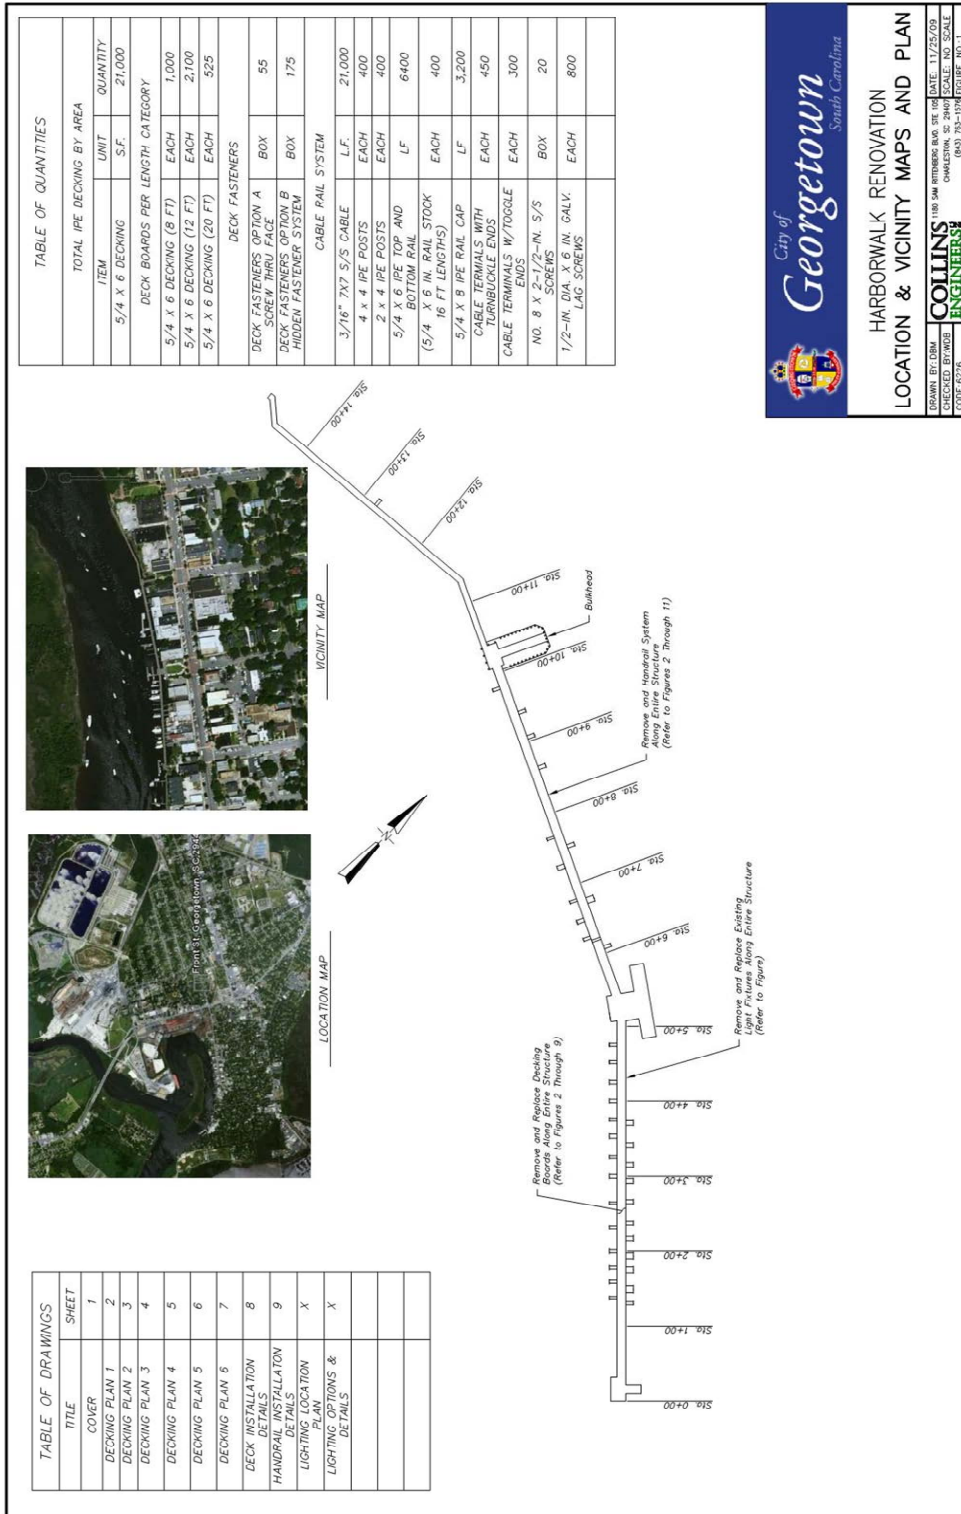 TABLE OF DRAWINGS
TITLE SHEET
COVER 1
DECKING PLAN 1 2
DECKING PLAN 2 3
DECKING PLAN 3 4
DECKING PLAN 4 5
DECKING PLAN 5 6
DECKING PLAN 6 7
DECK INSTALLATION 8
DETAILS
HANDRAIL INSTALLATON 9
DETAILS
LIGHTING LOCATION X
PLAN
LIGHTING OPTIONS & X
DETAILS
Front St, Georgetown, SC
LOCATION MAP
VICINITY MAP
TABLE OF QUANTITIES
TOTAL IPE DECKING BY AREA
ITEM UNIT QUANTITY
5/4 X 6 DECKING S.F. 21,000
DECK BOARDS PER LENGTH CATEGORY
5/4 X 6 DECKING (8 FT) EACH 1,000
5/4 X 6 DECKING (12 FT) EACH 2,100
5/4 X 6 DECKING (20 FT) EACH 525
DECK FASTENERS
DECK FASTENERS OPTION A BOX 55
SCREW THRU FACE
DECK FASTENERS OPTION B BOX 175
HIDDEN FASTENER SYSTEM
CABLE RAIL SYSTEM
3/16" 7X7 S/S CABLE L.F. 21,000
4 x 4 IPE POSTS EACH 400
2 x 4 IPE POSTS EACH 400
5/4 X 6 IPE TOP AND LF 6400
BOTTOM RAIL
(5/4 X 6 IN. RAIL STOCK EACH 400
16 FT LENGTHS)
5/4 X 8 IPE RAIL CAP LF 3,200
CABLE TERMIALS WITH EACH 450
TURNBUCKLE ENDS
CABLE TERMINALS W/TOGGLE EACH 300
ENDS
NO. 8 X 2-1/2-IN. S/S BOX 20
SCREWS
1/2-IN. DIA. X 6 IN. GALV. EACH 800
LAG SCREWS
Remove and Replace Decking
Boards Along Entire Structure
(Refer to Figures 2 Through 9)
Remove and Replace Existing
Light Fixtures Along Entire Structure
(Refer to Figure)
Remove and Handrail System
Along Entire Structure
(Refer to Figures 2 Through 11)
Bulkhead
Sta. 0+00
Sta. 1+00
Sta. 2+00
Sta. 3+00
Sta. 4+00
Sta. 5+00
Sta. 6+00
Sta. 7+00
Sta. 8+00
Sta. 9+00
Sta. 10+00
Sta. 11+00
Sta. 12+00
Sta. 13+00
Sta. 14+00
City of
Georgetown
South Carolina
HARBORWALK RENOVATION
LOCATION & VICINITY MAPS AND PLAN
DRAWN BY: DBM
CHECKED BY: WDB
CODE: 6226
COLLINS
ENGINEERS
1180 SAM RITTENBERG BLVD. STE 105
CHARLESTON, SC 29407
(843) 763-1576
DATE: 11/25/09
SCALE: NO SCALE
FIGURE NO.: 1